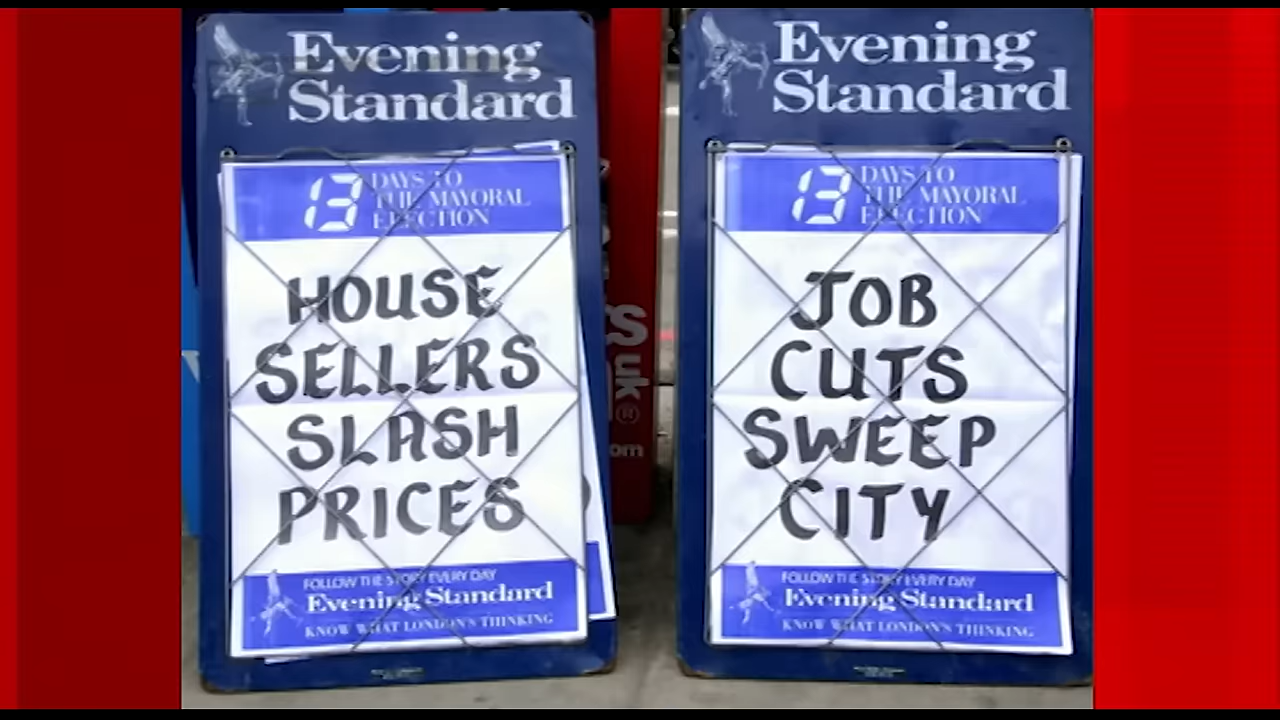 Evening
Standard
13 DAYS TO
THE MAYORAL
ELECTION
HOUSE
SELLERS
SLASH
PRICES
FOLLOW THE STORY EVERY DAY
Evening Standard
KNOW WHAT LONDON'S THINKING
s
uk
®
om
Evening
Standard
13 DAYS TO
THE MAYORAL
ELECTION
JOB
CUTS
SWEEP
CITY
FOLLOW THE STORY EVERY DAY
Evening Standard
KNOW WHAT LONDON'S THINKING